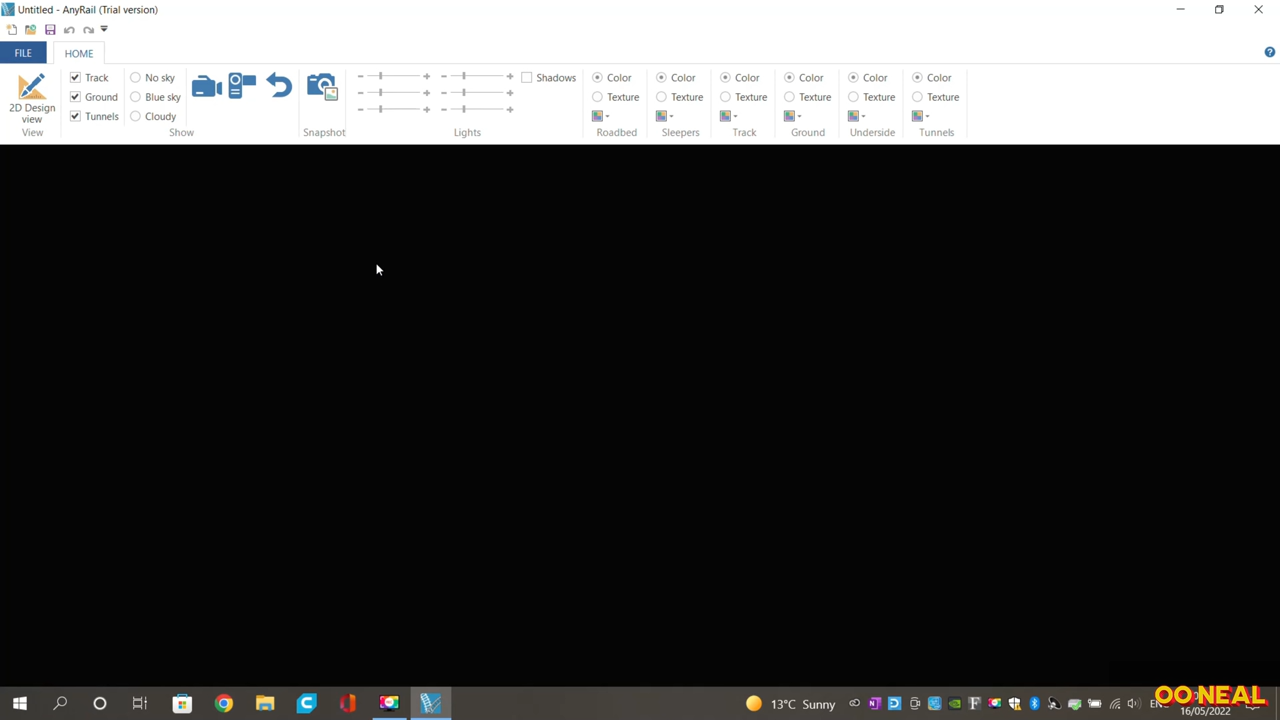 Untitled - AnyRail (Trial version)
FILE
HOME
2D Design
view
View
Track
Ground
Tunnels
No sky
Blue sky
Cloudy
Show
Snapshot
Shadows
Lights
Color
Texture
Roadbed
Color
Texture
Sleepers
Color
Texture
Track
Color
Texture
Ground
Color
Texture
Underside
Color
Texture
Tunnels
13°C Sunny
16/05/2022
OO NEAL